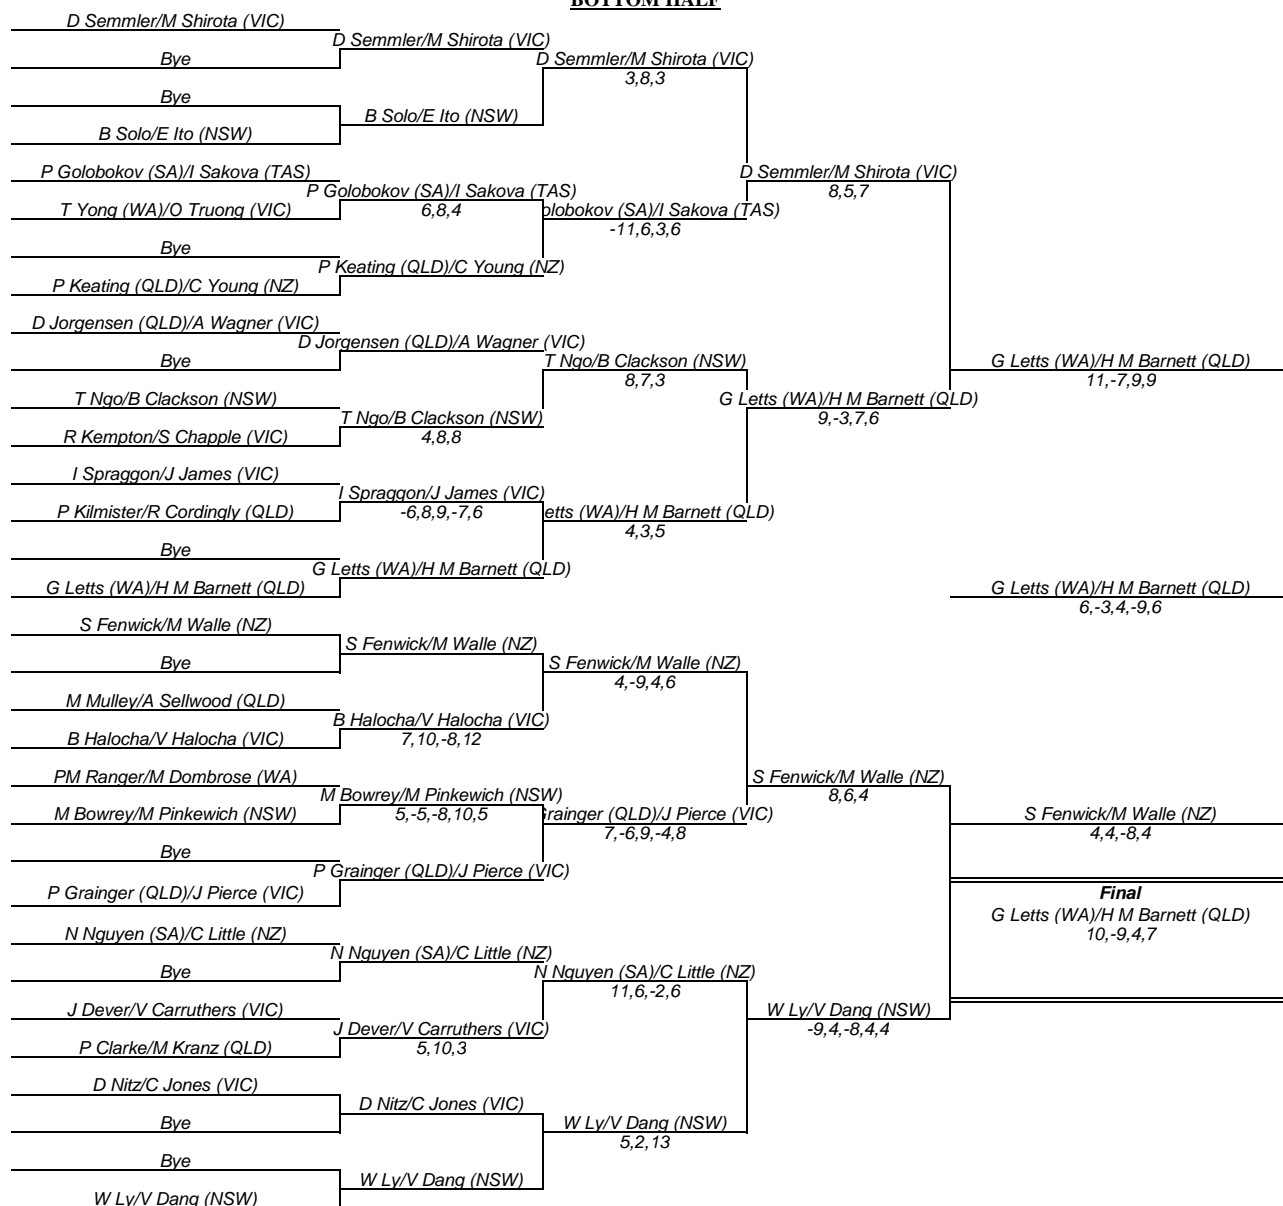 BOTTOM HALF
D Semmler/M Shirota (VIC)
Bye
Bye
B Solo/E Ito (NSW)
P Golobokov (SA)/I Sakova (TAS)
T Yong (WA)/O Truong (VIC)
Bye
P Keating (QLD)/C Young (NZ)
D Jorgensen (QLD)/A Wagner (VIC)
Bye
T Ngo/B Clackson (NSW)
R Kempton/S Chapple (VIC)
I Spraggon/J James (VIC)
P Kilmister/R Cordingly (QLD)
Bye
G Letts (WA)/H M Barnett (QLD)
S Fenwick/M Walle (NZ)
Bye
M Mulley/A Sellwood (QLD)
B Halocha/V Halocha (VIC)
PM Ranger/M Dombrose (WA)
M Bowrey/M Pinkewich (NSW)
Bye
P Grainger (QLD)/J Pierce (VIC)
N Nguyen (SA)/C Little (NZ)
Bye
J Dever/V Carruthers (VIC)
P Clarke/M Kranz (QLD)
D Nitz/C Jones (VIC)
Bye
Bye
W Ly/V Dang (NSW)
D Semmler/M Shirota (VIC)
B Solo/E Ito (NSW)
P Golobokov (SA)/I Sakova (TAS)
6,8,4
P Keating (QLD)/C Young (NZ)
D Jorgensen (QLD)/A Wagner (VIC)
T Ngo/B Clackson (NSW)
4,8,8
I Spraggon/J James (VIC)
-6,8,9,-7,6
G Letts (WA)/H M Barnett (QLD)
S Fenwick/M Walle (NZ)
B Halocha/V Halocha (VIC)
7,10,-8,12
M Bowrey/M Pinkewich (NSW)
5,-5,-8,10,5
P Grainger (QLD)/J Pierce (VIC)
N Nguyen (SA)/C Little (NZ)
J Dever/V Carruthers (VIC)
5,10,3
D Nitz/C Jones (VIC)
W Ly/V Dang (NSW)
D Semmler/M Shirota (VIC)
3,8,3
olobokov (SA)/I Sakova (TAS)
-11,6,3,6
T Ngo/B Clackson (NSW)
8,7,3
etts (WA)/H M Barnett (QLD)
4,3,5
S Fenwick/M Walle (NZ)
4,-9,4,6
Grainger (QLD)/J Pierce (VIC)
7,-6,9,-4,8
N Nguyen (SA)/C Little (NZ)
11,6,-2,6
W Ly/V Dang (NSW)
5,2,13
D Semmler/M Shirota (VIC)
8,5,7
G Letts (WA)/H M Barnett (QLD)
9,-3,7,6
S Fenwick/M Walle (NZ)
8,6,4
W Ly/V Dang (NSW)
-9,4,-8,4,4
G Letts (WA)/H M Barnett (QLD)
11,-7,9,9
G Letts (WA)/H M Barnett (QLD)
6,-3,4,-9,6
S Fenwick/M Walle (NZ)
4,4,-8,4
Final
G Letts (WA)/H M Barnett (QLD)
10,-9,4,7